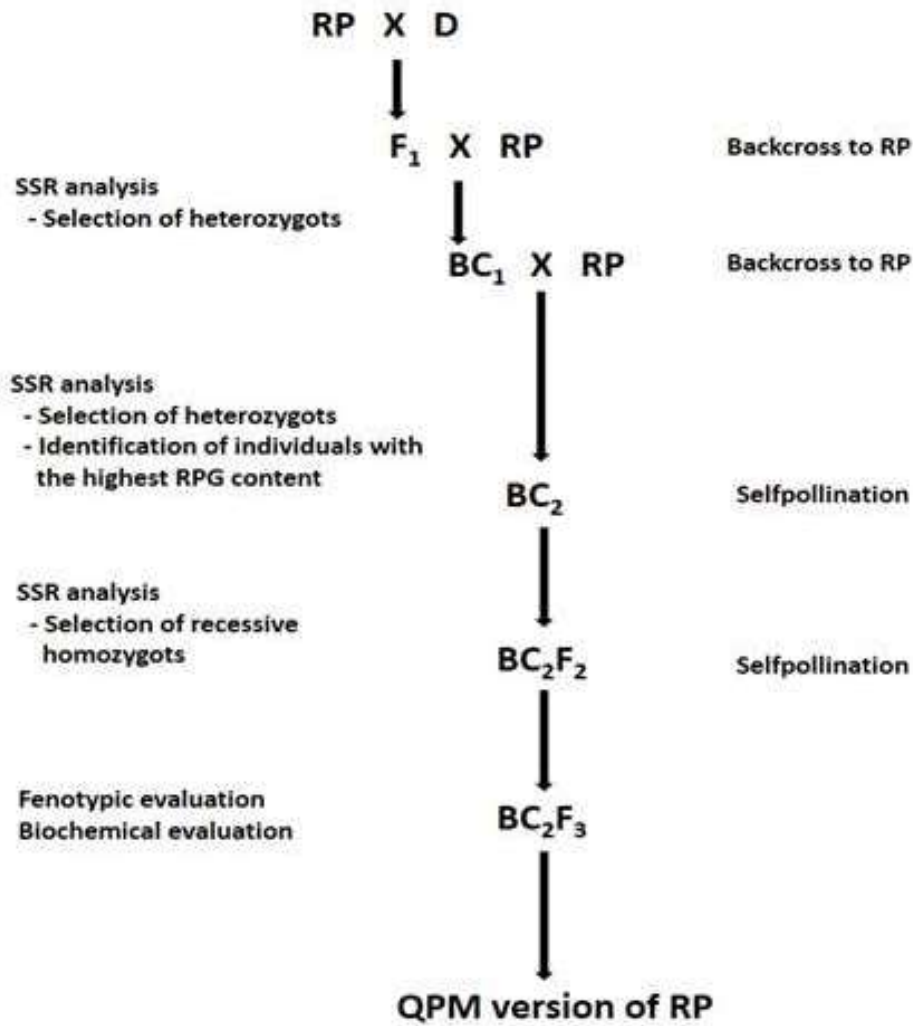 RP X D
F₁ X RP
Backcross to RP
SSR analysis
- Selection of heterozygots
BC₁ X RP
Backcross to RP
SSR analysis
- Selection of heterozygots
- Identification of individuals with
the highest RPG content
BC₂
Selfpollination
SSR analysis
- Selection of recessive
homozygots
BC₂F₂
Selfpollination
Fenotypic evaluation
Biochemical evaluation
BC₂F₃
QPM version of RP